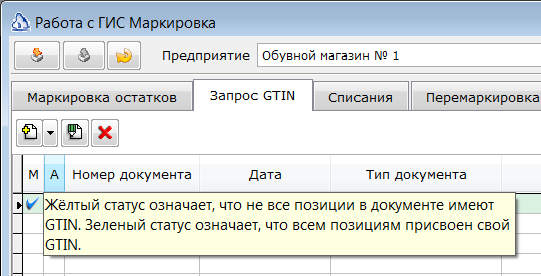 Работа с ГИС Маркировка
Предприятие Обувной магазин № 1
Маркировка остатков Запрос GTIN Списания Перемаркировка
М А Номер документа Дата Тип документа
Жёлтый статус означает, что не все позиции в документе имеют
GTIN. Зеленый статус означает, что всем позициям присвоен свой
GTIN.